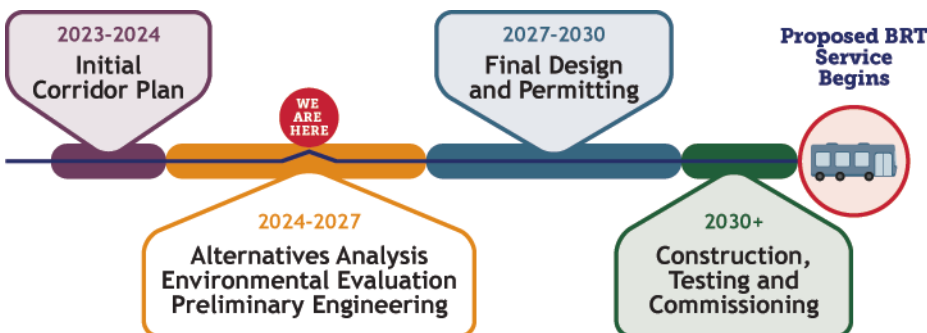 2023-2024
Initial
Corridor Plan
WE
ARE
HERE
2024-2027
Alternatives Analysis
Environmental Evaluation
Preliminary Engineering
2027-2030
Final Design
and Permitting
2030+
Construction,
Testing and
Commissioning
Proposed BRT
Service
Begins